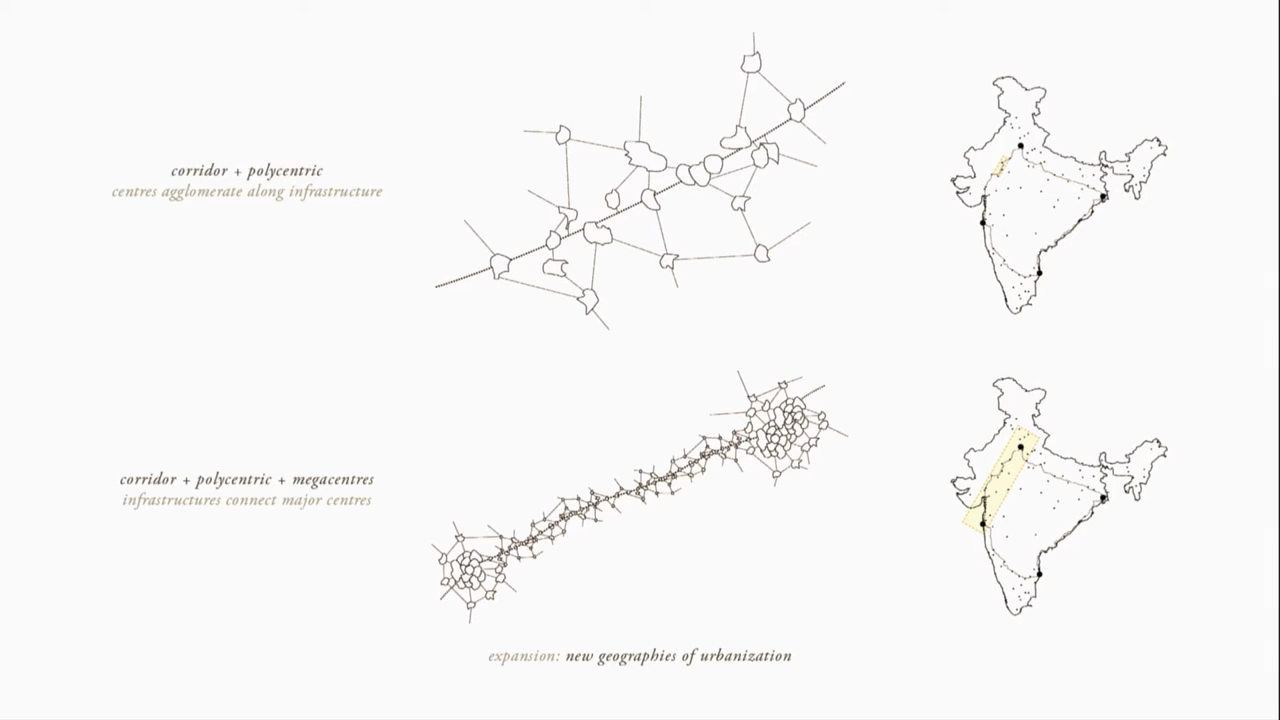 corridor + polycentric
centres agglomerate along infrastructure
corridor + polycentric + megacentres
infrastructures connect major centres
expansion: new geographies of urbanization